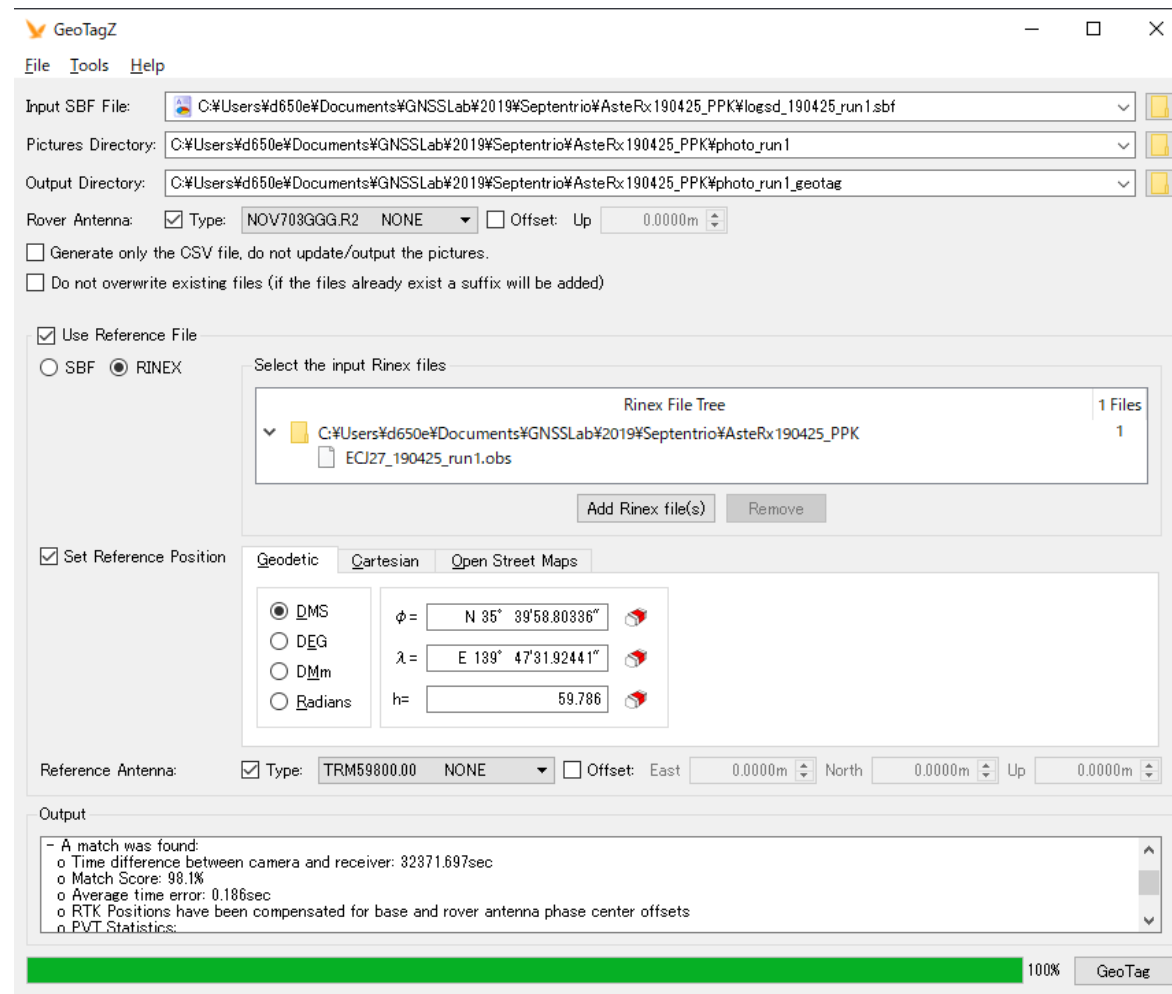 GeoTagZ
File Tools Help
Input SBF File: C:¥Users¥d650e¥Documents¥GNSSLab¥2019¥Septentrio¥AsteRx190425_PPK¥logsd_190425_run1.sbf
Pictures Directory: C:¥Users¥d650e¥Documents¥GNSSLab¥2019¥Septentrio¥AsteRx190425_PPK¥photo_run1
Output Directory: C:¥Users¥d650e¥Documents¥GNSSLab¥2019¥Septentrio¥AsteRx190425_PPK¥photo_run1_geotag
Rover Antenna: Type: NOV703GGG.R2 NONE Offset: Up 0.0000m
Generate only the CSV file, do not update/output the pictures.
Do not overwrite existing files (if the files already exist a suffix will be added)
Use Reference File
SBF RINEX Select the input Rinex files
Rinex File Tree 1 Files
C:¥Users¥d650e¥Documents¥GNSSLab¥2019¥Septentrio¥AsteRx190425_PPK 1
ECJ27_190425_run1.obs
Add Rinex file(s) Remove
Set Reference Position Geodetic Cartesian Open Street Maps
DMS ϕ = N 35° 39'58.80336"
DEG
λ = E 139° 47'31.92441"
DMm
Radians h= 59.786
Reference Antenna: Type: TRM59800.00 NONE Offset: East 0.0000m North 0.0000m Up 0.0000m
Output
- A match was found:
o Time difference between camera and receiver: 32371.697sec
o Match Score: 98.1%
o Average time error: 0.186sec
o RTK Positions have been compensated for base and rover antenna phase center offsets
o PVT Statistics:
100% GeoTag